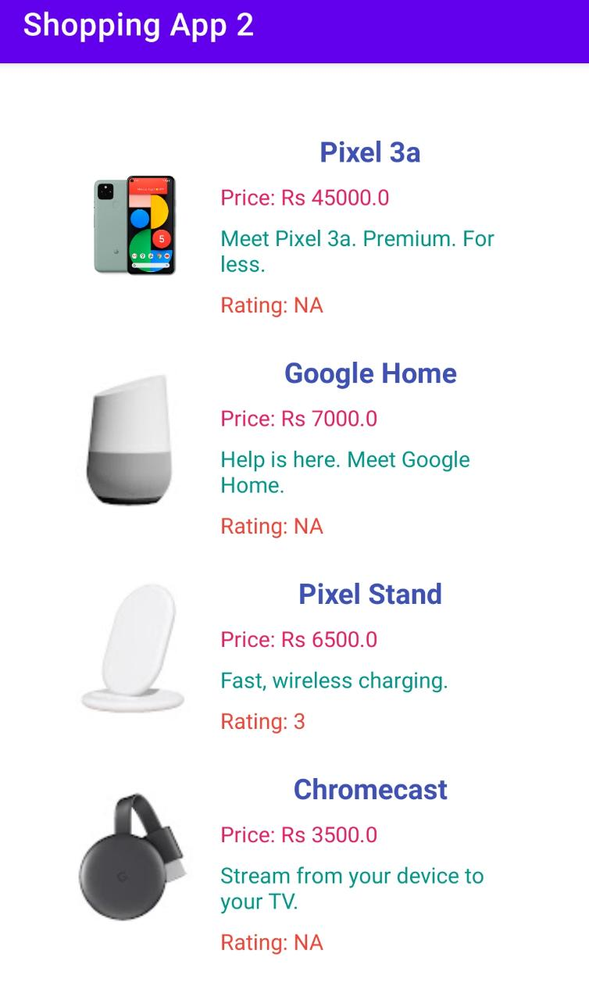 Shopping App 2
Pixel 3a
Price: Rs 45000.0
Meet Pixel 3a. Premium. For
less.
Rating: NA
5
Google Home
Price: Rs 7000.0
Help is here. Meet Google
Home.
Rating: NA
Pixel Stand
Price: Rs 6500.0
Fast, wireless charging.
Rating: 3
Chromecast
Price: Rs 3500.0
Stream from your device to
your TV.
Rating: NA
G